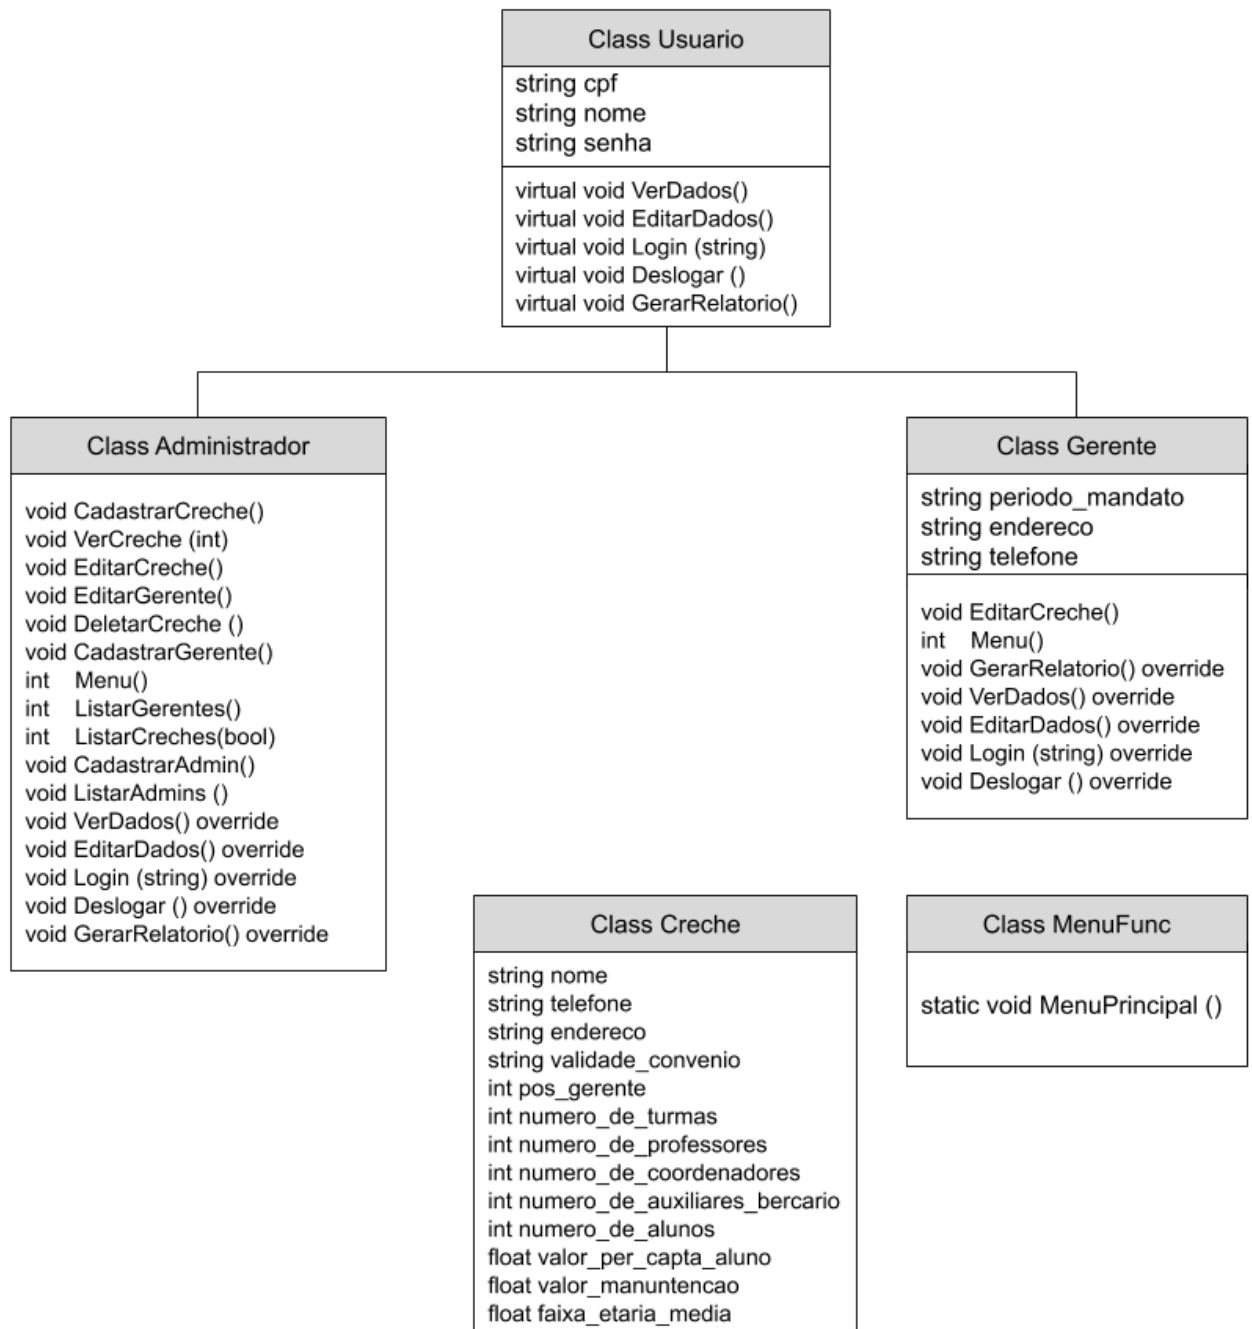 Class Usuario
string cpf
string nome
string senha
virtual void VerDados()
virtual void EditarDados()
virtual void Login (string)
virtual void Deslogar ()
virtual void GerarRelatorio()
Class Administrador
void CadastrarCreche()
void VerCreche (int)
void EditarCreche()
void EditarGerente()
void DeletarCreche ()
void CadastrarGerente()
int Menu()
int ListarGerentes()
int ListarCreches(bool)
void CadastrarAdmin()
void ListarAdmins ()
void VerDados() override
void EditarDados() override
void Login (string) override
void Deslogar () override
void GerarRelatorio() override
Class Gerente
string periodo_mandato
string endereco
string telefone
void EditarCreche()
int Menu()
void GerarRelatorio() override
void VerDados() override
void EditarDados() override
void Login (string) override
void Deslogar () override
Class Creche
string nome
string telefone
string endereco
string validade_convenio
int pos_gerente
int numero_de_turmas
int numero_de_professores
int numero_de_coordenadores
int numero_de_auxiliares_bercario
int numero_de_alunos
float valor_per_capta_aluno
float valor_manuntencao
float faixa_etaria_media
Class MenuFunc
static void MenuPrincipal ()